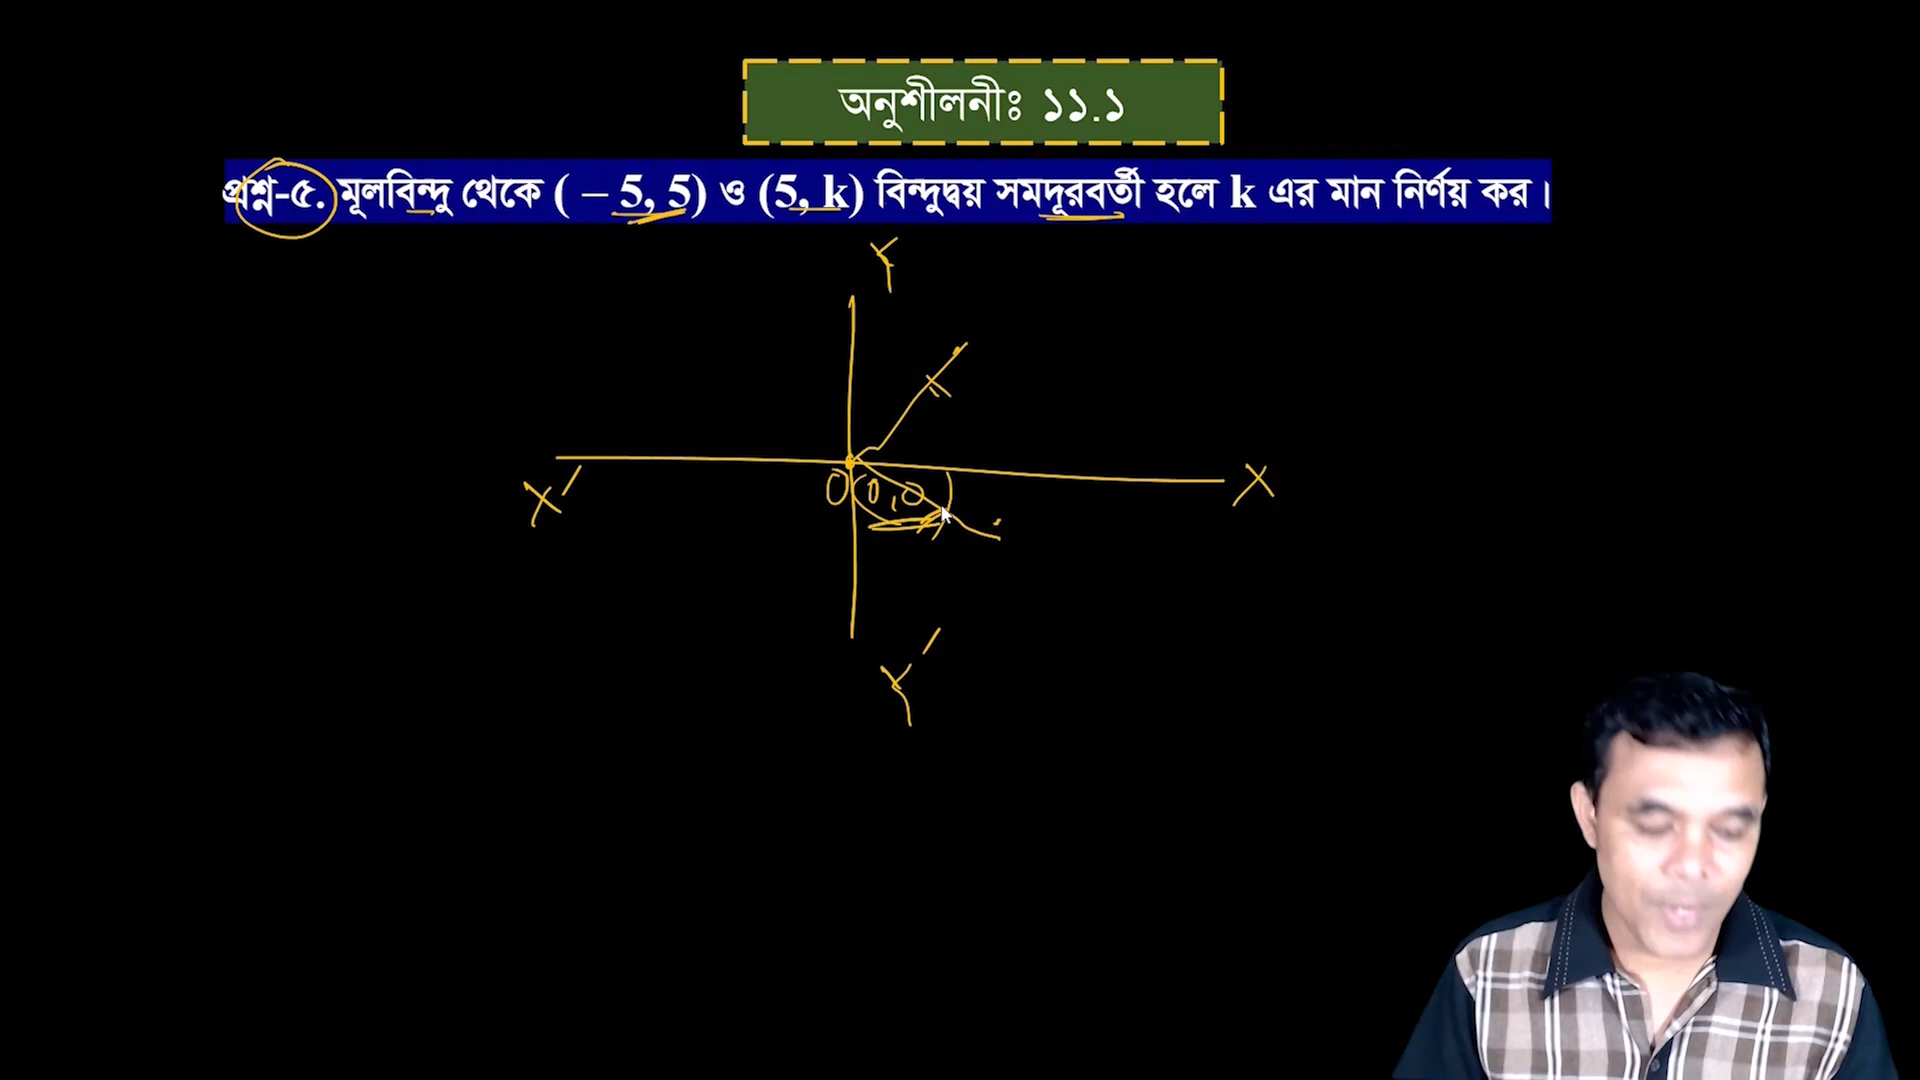 অনুশীলনীঃ ১১.১
প্রশ্ন-৫. মূলবিন্দু থেকে ( – 5, 5) ও (5, k) বিন্দুদ্বয় সমদূরবর্তী হলে k এর মান নির্ণয় কর।
Y
X′ O (0,0) X
Y′